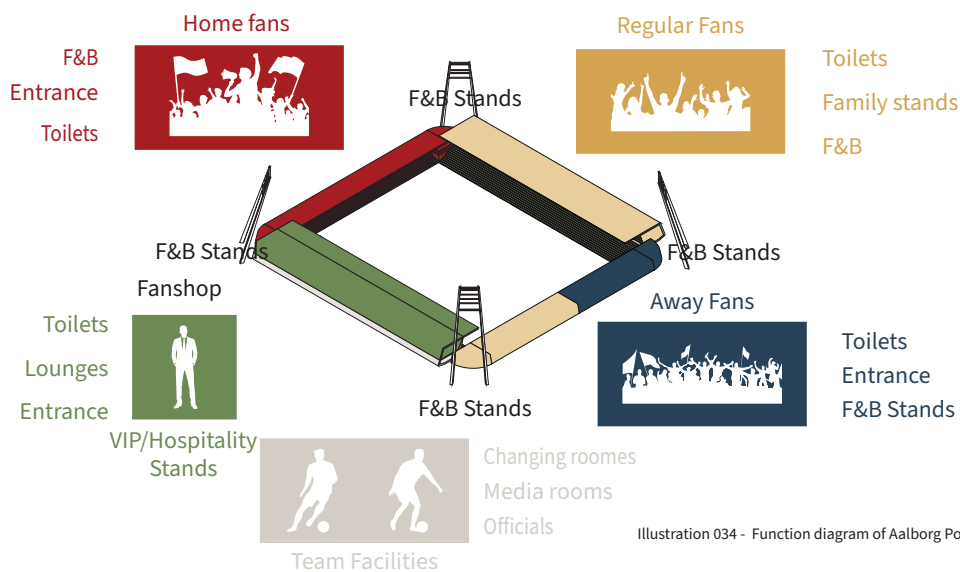 Home fans
F&B
Entrance
Toilets
Regular Fans
Toilets
Family stands
F&B
F&B Stands
F&B Stands
F&B Stands
Fanshop
Toilets
Lounges
Entrance
VIP/Hospitality
Stands
Away Fans
Toilets
Entrance
F&B Stands
F&B Stands
Changing roomes
Media rooms
Officials
Team Facilities
Illustration 034 - Function diagram of Aalborg Po